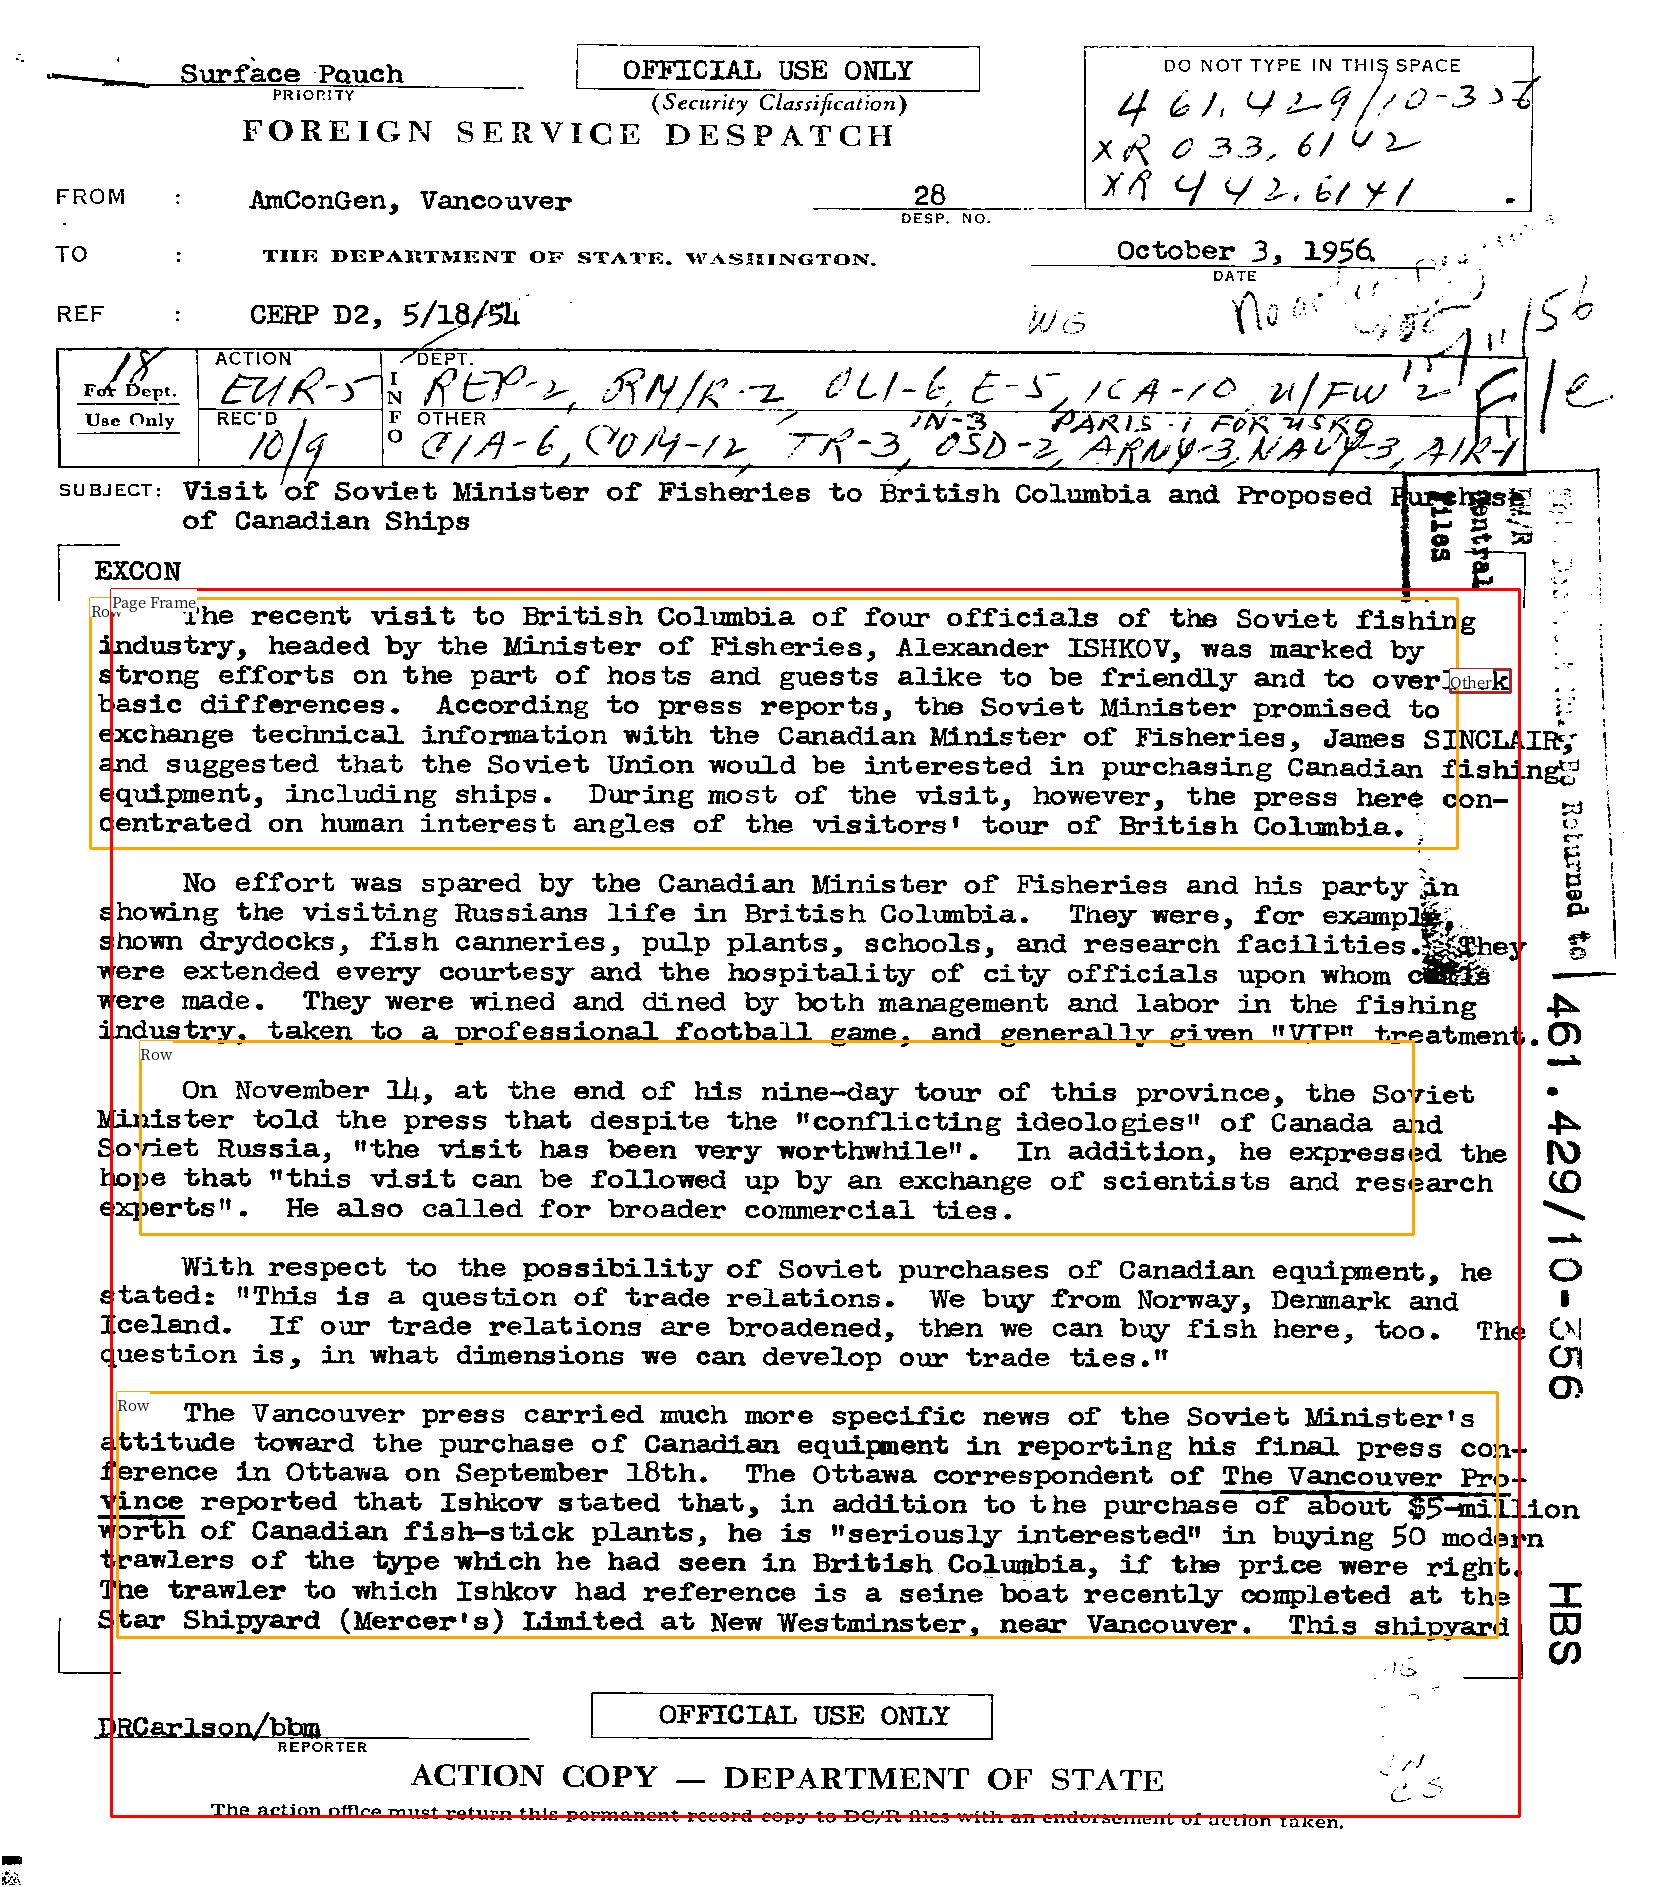 Surface Pouch
PRIORITY
OFFICIAL USE ONLY
(Security Classification)
DO NOT TYPE IN THIS SPACE
461.429/10-356
XR 033.6142
XR 442.6141
FOREIGN SERVICE DESPATCH
FROM : AmConGen, Vancouver
28
DESP. NO.
TO : THE DEPARTMENT OF STATE, WASHINGTON.
October 3, 1956
DATE
REF : CERP D2, 5/18/54
WG
18
For Dept.
Use Only
ACTION
EUR-5
REC'D
10/9
INFO
DEPT.
REP-2, RM/R-2, OLI-6, E-5, ICA-10, U/FW 2
OTHER
IN-3 PARIS-1 FOR USRO
CIA-6, COM-12, TR-3, OSD-2, ARMY-3, NAVY-3, AIR-1
SUBJECT: Visit of Soviet Minister of Fisheries to British Columbia and Proposed Purchase
of Canadian Ships
EXCON
Page Frame
The recent visit to British Columbia of four officials of the Soviet fishing
industry, headed by the Minister of Fisheries, Alexander ISHKOV, was marked by
strong efforts on the part of hosts and guests alike to be friendly and to over
Other
basic differences. According to press reports, the Soviet Minister promised to
exchange technical information with the Canadian Minister of Fisheries, James SINCLAIR,
and suggested that the Soviet Union would be interested in purchasing Canadian fishing
equipment, including ships. During most of the visit, however, the press here con-
centrated on human interest angles of the visitors' tour of British Columbia.
No effort was spared by the Canadian Minister of Fisheries and his party in
showing the visiting Russians life in British Columbia. They were, for example,
shown drydocks, fish canneries, pulp plants, schools, and research facilities. They
were extended every courtesy and the hospitality of city officials upon whom calls
were made. They were wined and dined by both management and labor in the fishing
industry, taken to a professional football game, and generally given "VIP" treatment.
Row
On November 14, at the end of his nine-day tour of this province, the Soviet
Minister told the press that despite the "conflicting ideologies" of Canada and
Soviet Russia, "the visit has been very worthwhile". In addition, he expressed the
hope that "this visit can be followed up by an exchange of scientists and research
experts". He also called for broader commercial ties.
With respect to the possibility of Soviet purchases of Canadian equipment, he
stated: "This is a question of trade relations. We buy from Norway, Denmark and
Iceland. If our trade relations are broadened, then we can buy fish here, too. The
question is, in what dimensions we can develop our trade ties."
Row
The Vancouver press carried much more specific news of the Soviet Minister's
attitude toward the purchase of Canadian equipment in reporting his final press con-
ference in Ottawa on September 18th. The Ottawa correspondent of The Vancouver Pro-
vince reported that Ishkov stated that, in addition to the purchase of about $5-million
worth of Canadian fish-stick plants, he is "seriously interested" in buying 50 modern
trawlers of the type which he had seen in British Columbia, if the price were right.
The trawler to which Ishkov had reference is a seine boat recently completed at the
Star Shipyard (Mercer's) Limited at New Westminster, near Vancouver. This shipyard
DRCarlson/bbm
REPORTER
OFFICIAL USE ONLY
ACTION COPY — DEPARTMENT OF STATE
The action office must return this permanent record copy to DC/R files with an endorsement of action taken.
Returned to
DM/R
Central
Files
461.429/10-356
HBS